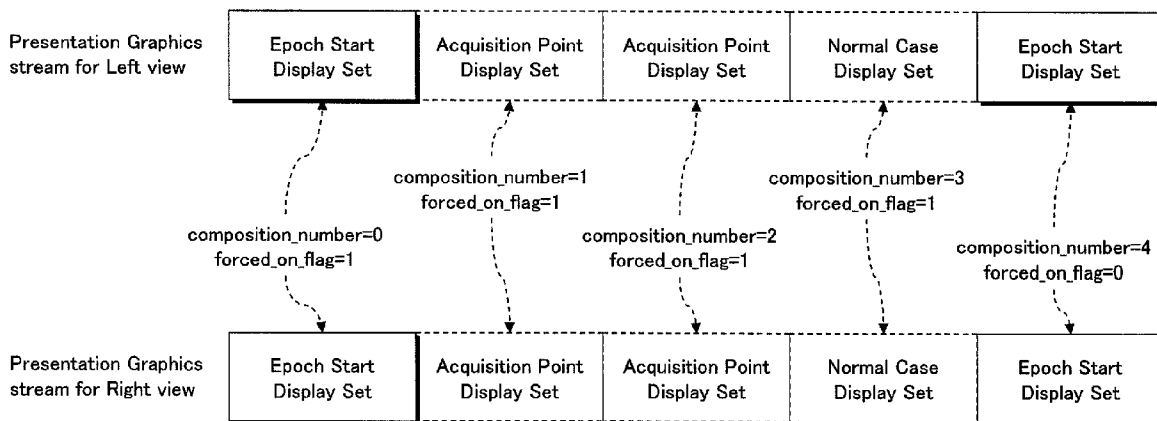 Presentation Graphics
stream for Left view
Epoch Start
Display Set
Acquisition Point
Display Set
Acquisition Point
Display Set
Normal Case
Display Set
Epoch Start
Display Set
composition_number=0
forced_on_flag=1
composition_number=1
forced_on_flag=1
composition_number=2
forced_on_flag=1
composition_number=3
forced_on_flag=1
composition_number=4
forced_on_flag=0
Presentation Graphics
stream for Right view
Epoch Start
Display Set
Acquisition Point
Display Set
Acquisition Point
Display Set
Normal Case
Display Set
Epoch Start
Display Set